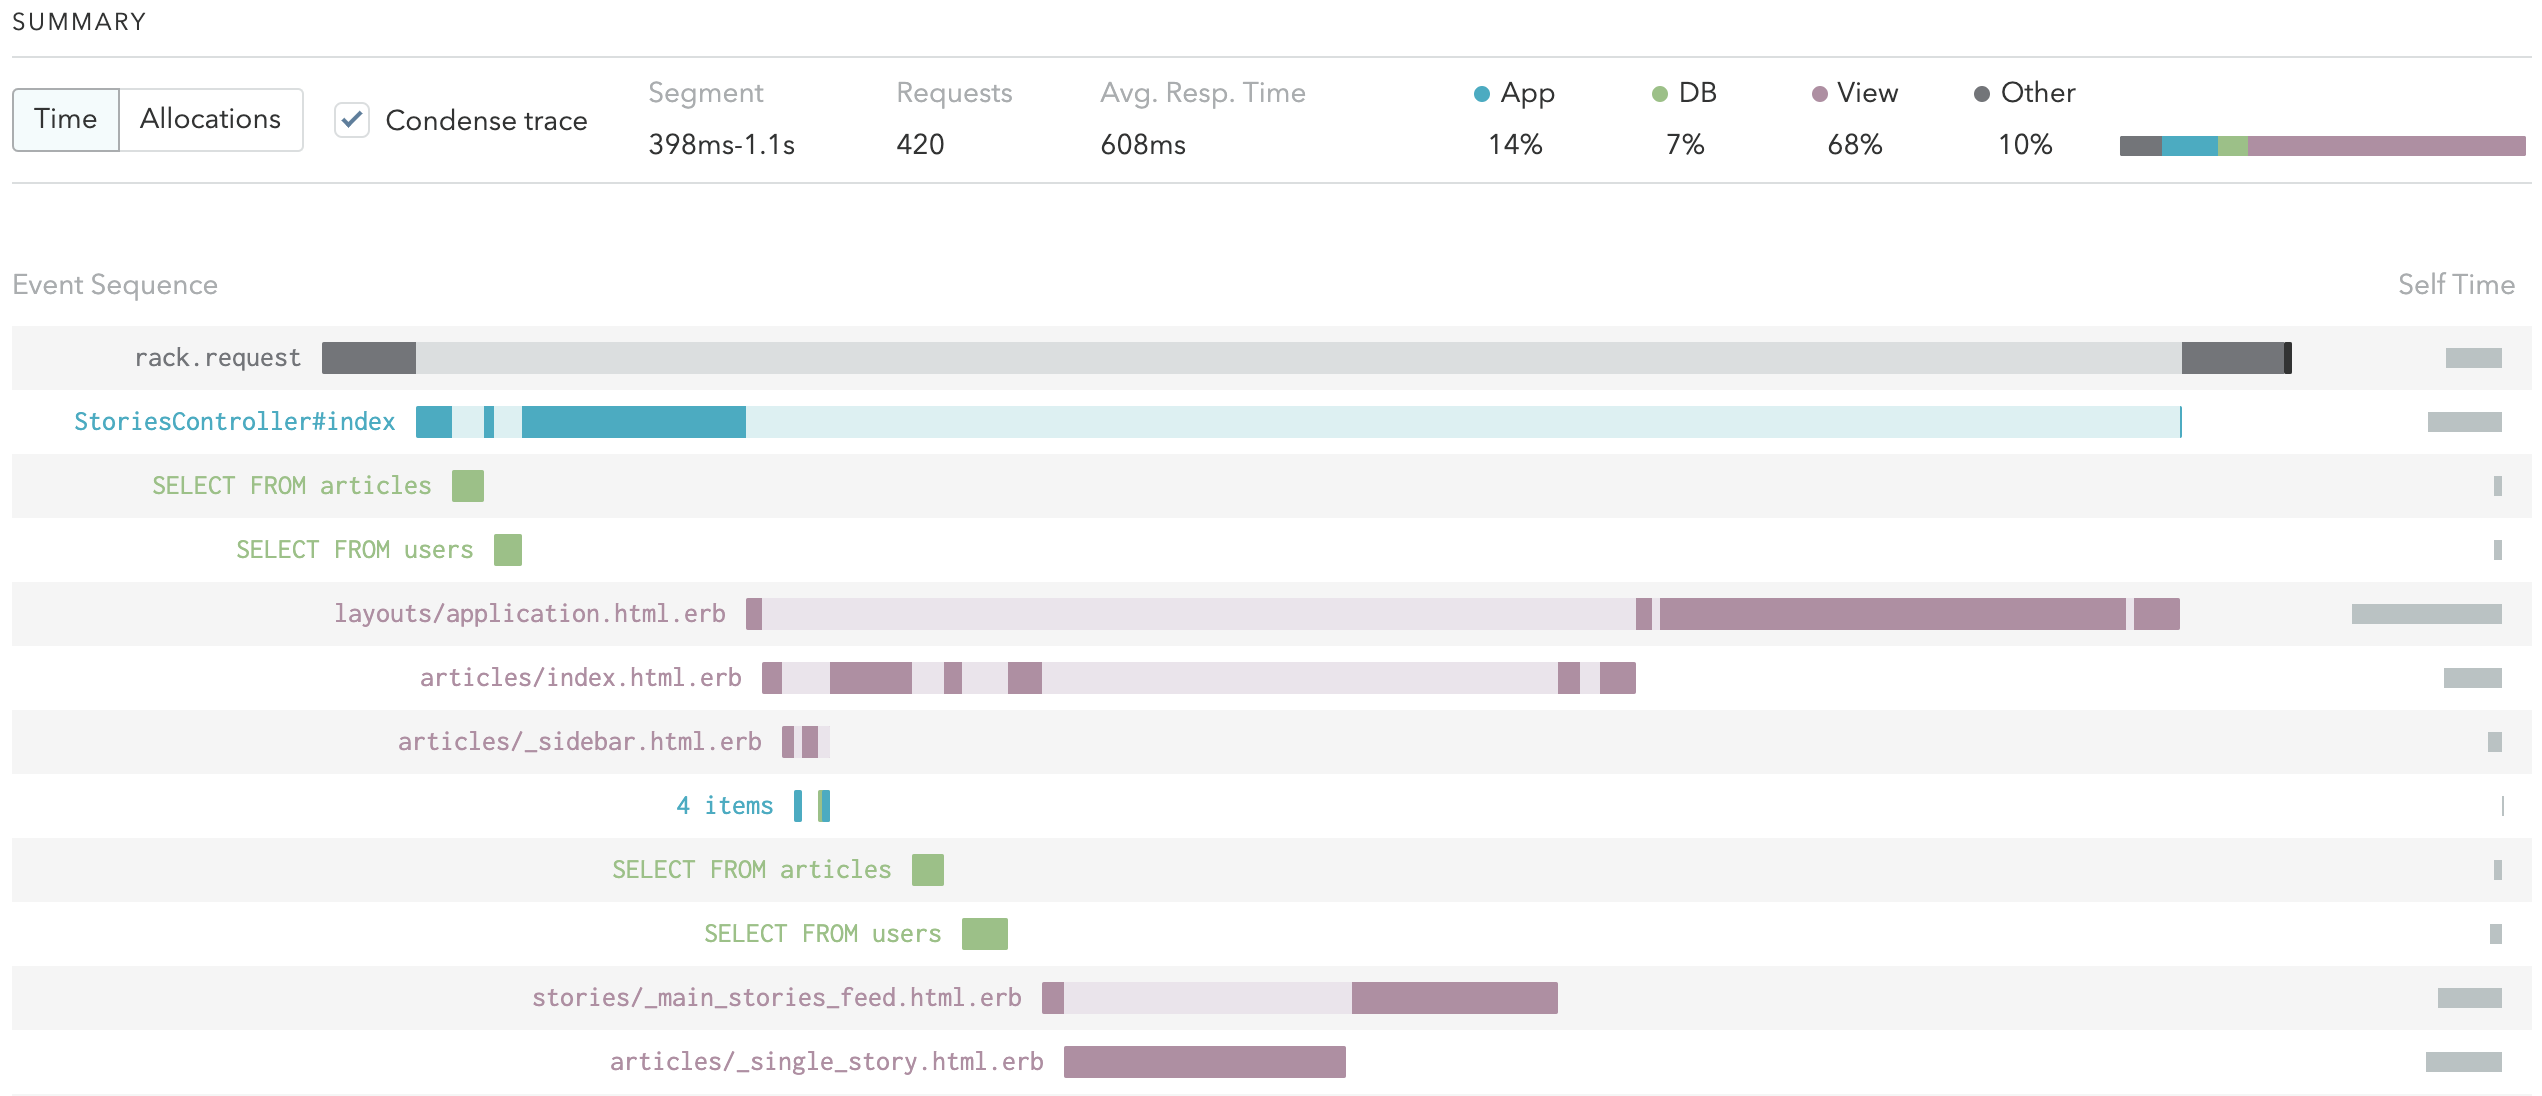 SUMMARY
Time Allocations Condense trace
Segment Requests Avg. Resp. Time App DB View Other
398ms-1.1s 420 608ms 14% 7% 68% 10%
Event Sequence Self Time
rack.request
StoriesController#index
SELECT FROM articles
SELECT FROM users
layouts/application.html.erb
articles/index.html.erb
articles/_sidebar.html.erb
4 items
SELECT FROM articles
SELECT FROM users
stories/_main_stories_feed.html.erb
articles/_single_story.html.erb